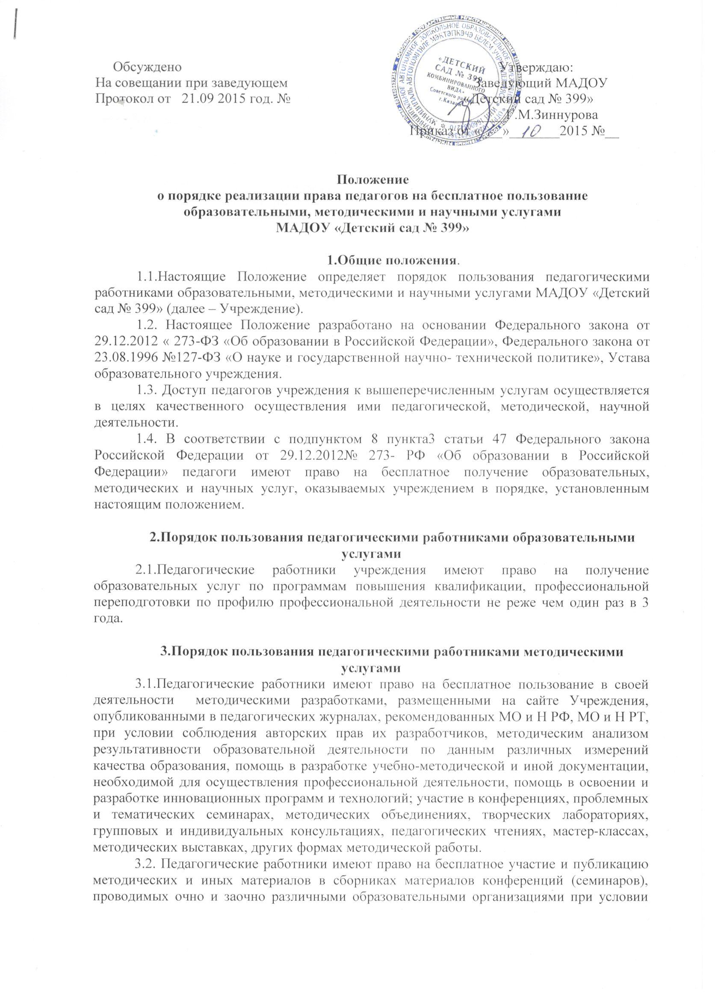 Обсуждено
На совещании при заведующем
Протокол от 21.09 2015 год. №
Утверждаю:
Заведующий МАДОУ
«Детский сад № 399»
Г.М.Зиннурова
Приказ от «___»_______2015 №__
10
«ДЕТСКИЙ
САД № 399
КОМБИНИРОВАННОГО
ВИДА»
Советского
г.Казани
Положение
о порядке реализации права педагогов на бесплатное пользование
образовательными, методическими и научными услугами
МАДОУ «Детский сад № 399»
1.Общие положения.
1.1.Настоящие Положение определяет порядок пользования педагогическими
работниками образовательными, методическими и научными услугами МАДОУ «Детский
сад № 399» (далее – Учреждение).
1.2. Настоящее Положение разработано на основании Федерального закона от
29.12.2012 « 273-ФЗ «Об образовании в Российской Федерации», Федерального закона от
23.08.1996 №127-ФЗ «О науке и государственной научно- технической политике», Устава
образовательного учреждения.
1.3. Доступ педагогов учреждения к вышеперечисленным услугам осуществляется
в целях качественного осуществления ими педагогической, методической, научной
деятельности.
1.4. В соответствии с подпунктом 8 пункта3 статьи 47 Федерального закона
Российской Федерации от 29.12.2012№ 273- РФ «Об образовании в Российской
Федерации» педагоги имеют право на бесплатное получение образовательных,
методических и научных услуг, оказываемых учреждением в порядке, установленным
настоящим положением.
2.Порядок пользования педагогическими работниками образовательными
услугами
2.1.Педагогические работники учреждения имеют право на получение
образовательных услуг по программам повышения квалификации, профессиональной
переподготовки по профилю профессиональной деятельности не реже чем один раз в 3
года.
3.Порядок пользования педагогическими работниками методическими
услугами
3.1.Педагогические работники имеют право на бесплатное пользование в своей
деятельности методическими разработками, размещенными на сайте Учреждения,
опубликованными в педагогических журналах, рекомендованных МО и Н РФ, МО и Н РТ,
при условии соблюдения авторских прав их разработчиков, методическим анализом
результативности образовательной деятельности по данным различных измерений
качества образования, помощь в разработке учебно-методической и иной документации,
необходимой для осуществления профессиональной деятельности, помощь в освоении и
разработке инновационных программ и технологий; участие в конференциях, проблемных
и тематических семинарах, методических объединениях, творческих лабораториях,
групповых и индивидуальных консультациях, педагогических чтениях, мастер-классах,
методических выставках, других формах методической работы.
3.2. Педагогические работники имеют право на бесплатное участие и публикацию
методических и иных материалов в сборниках материалов конференций (семинаров),
проводимых очно и заочно различными образовательными организациями при условии